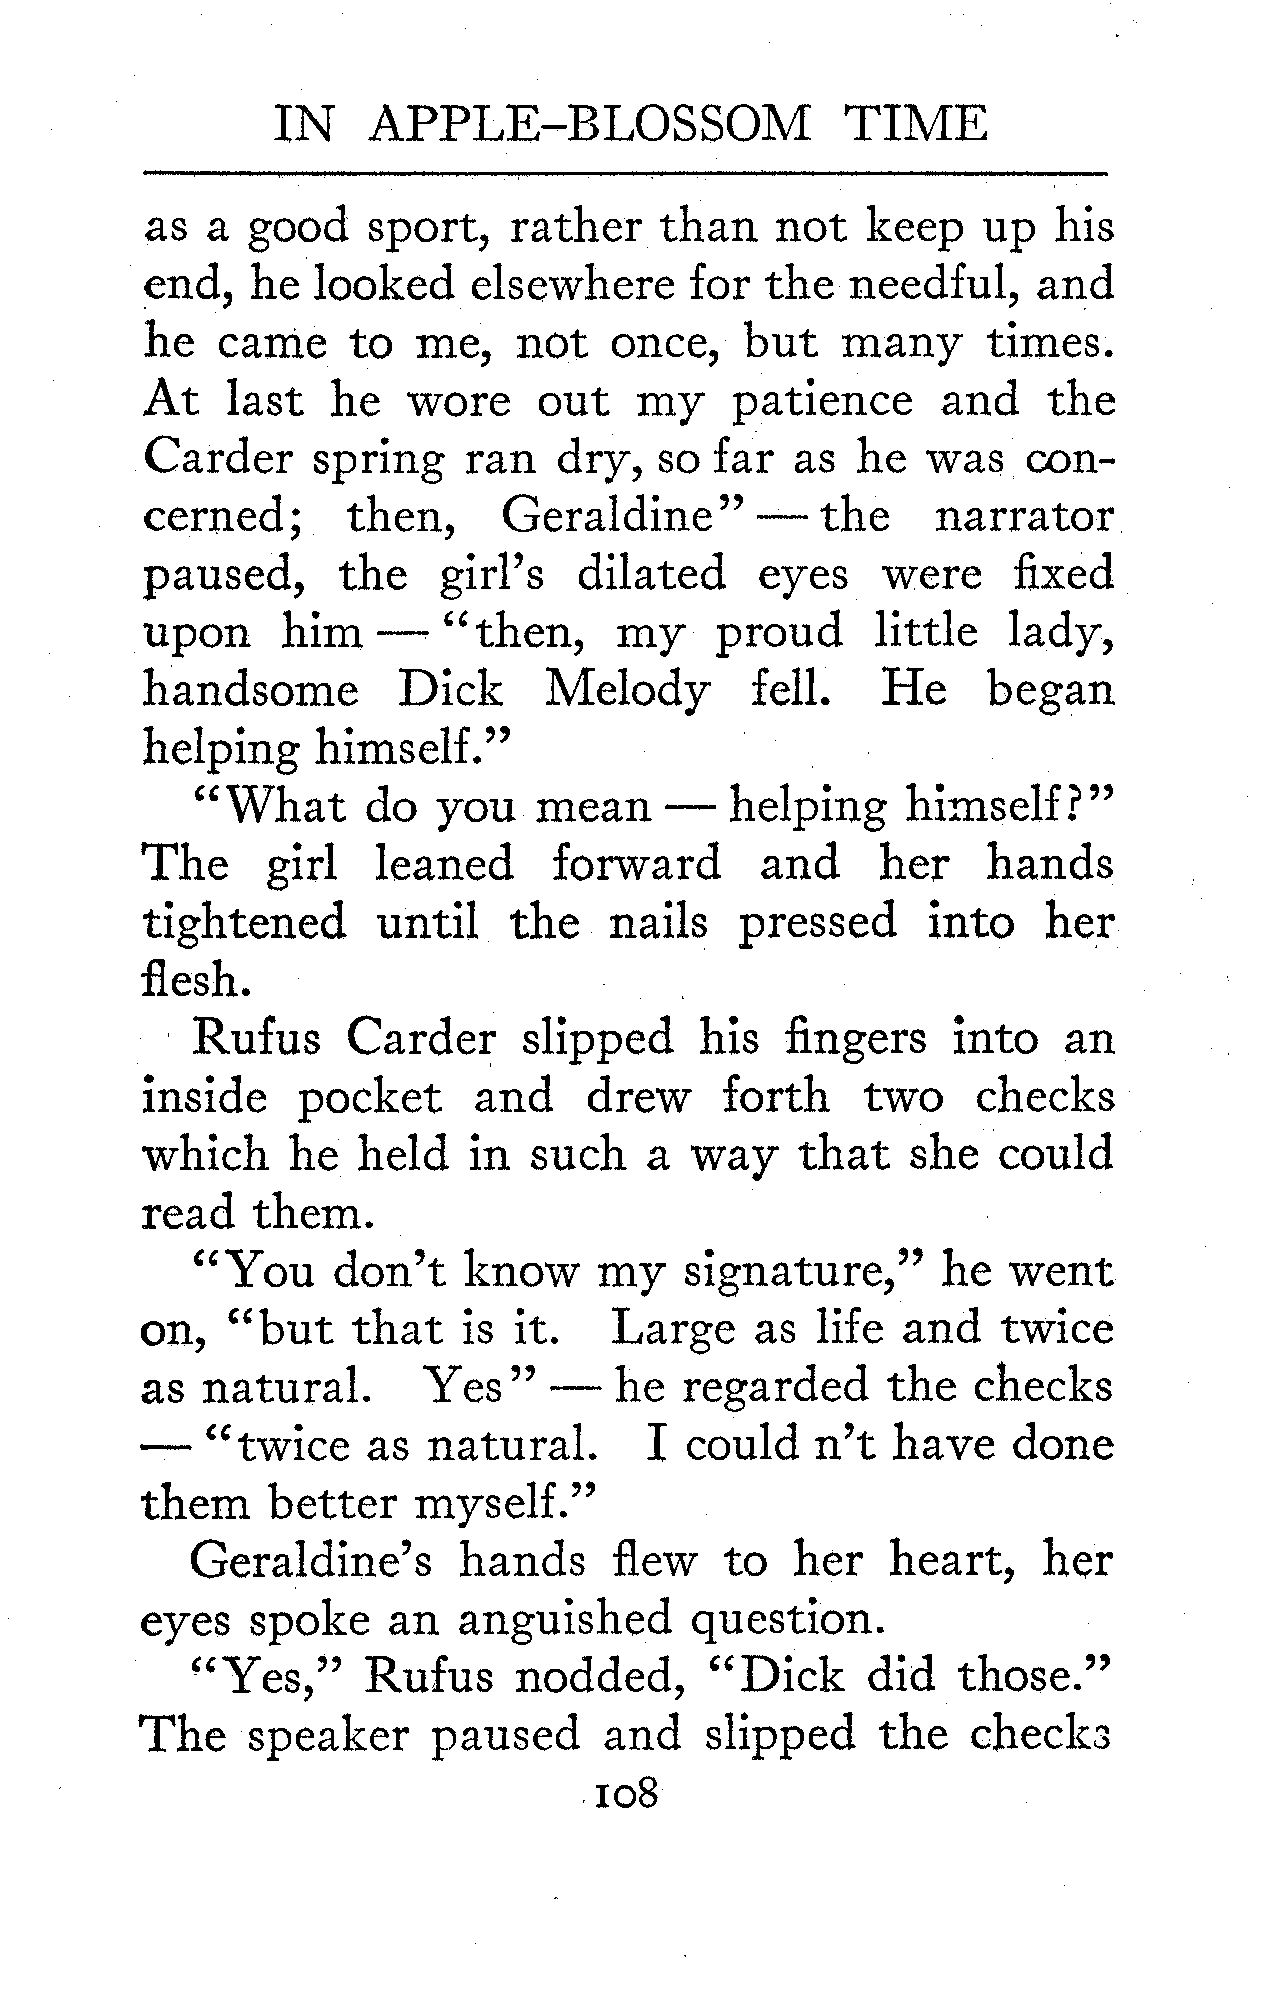 IN APPLE-BLOSSOM TIME
as a good sport, rather than not keep up his
end, he looked elsewhere for the needful, and
he came to me, not once, but many times.
At last he wore out my patience and the
Carder spring ran dry, so far as he was con-
cerned; then, Geraldine” — the narrator
paused, the girl’s dilated eyes were fixed
upon him — “then, my proud little lady,
handsome Dick Melody fell. He began
helping himself.”
“What do you mean — helping himself?”
The girl leaned forward and her hands
tightened until the nails pressed into her
flesh.
Rufus Carder slipped his fingers into an
inside pocket and drew forth two checks
which he held in such a way that she could
read them.
“You don’t know my signature,” he went
on, “but that is it. Large as life and twice
as natural. Yes” — he regarded the checks
— “twice as natural. I could n’t have done
them better myself.”
Geraldine’s hands flew to her heart, her
eyes spoke an anguished question.
“Yes,” Rufus nodded, “Dick did those.”
The speaker paused and slipped the checks
108